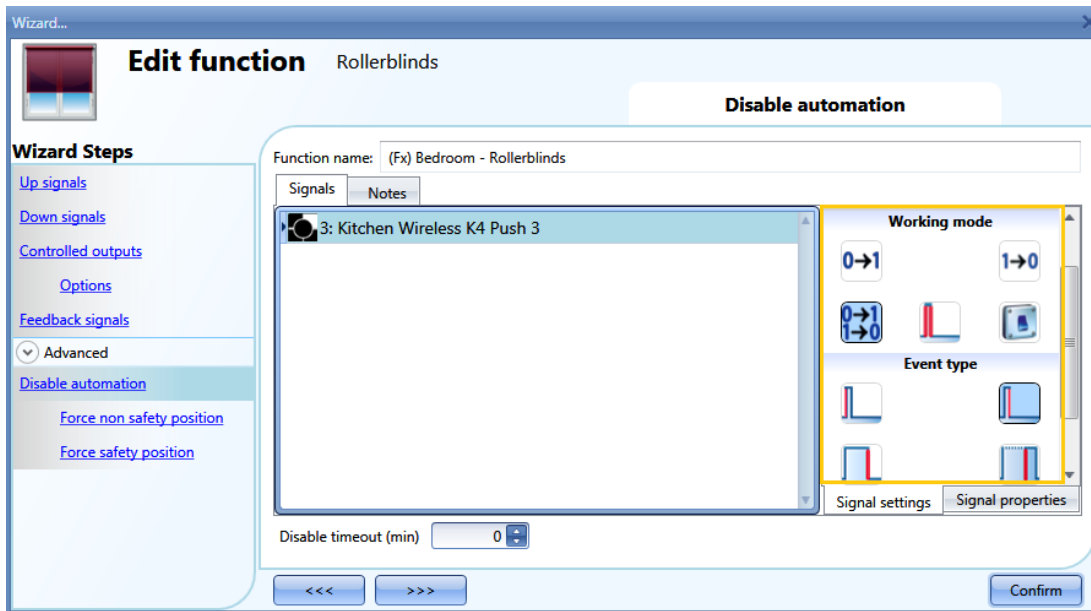 Wizard...
Edit function Rollerblinds
Disable automation
Wizard Steps
Up signals
Down signals
Controlled outputs
Options
Feedback signals
Advanced
Disable automation
Force non safety position
Force safety position
Function name: (Fx) Bedroom - Rollerblinds
Signals Notes
3: Kitchen Wireless K4 Push 3
Working mode
0→1 1→0
0→1
1→0
Event type
Signal settings Signal properties
Disable timeout (min) 0
<<< >>> Confirm